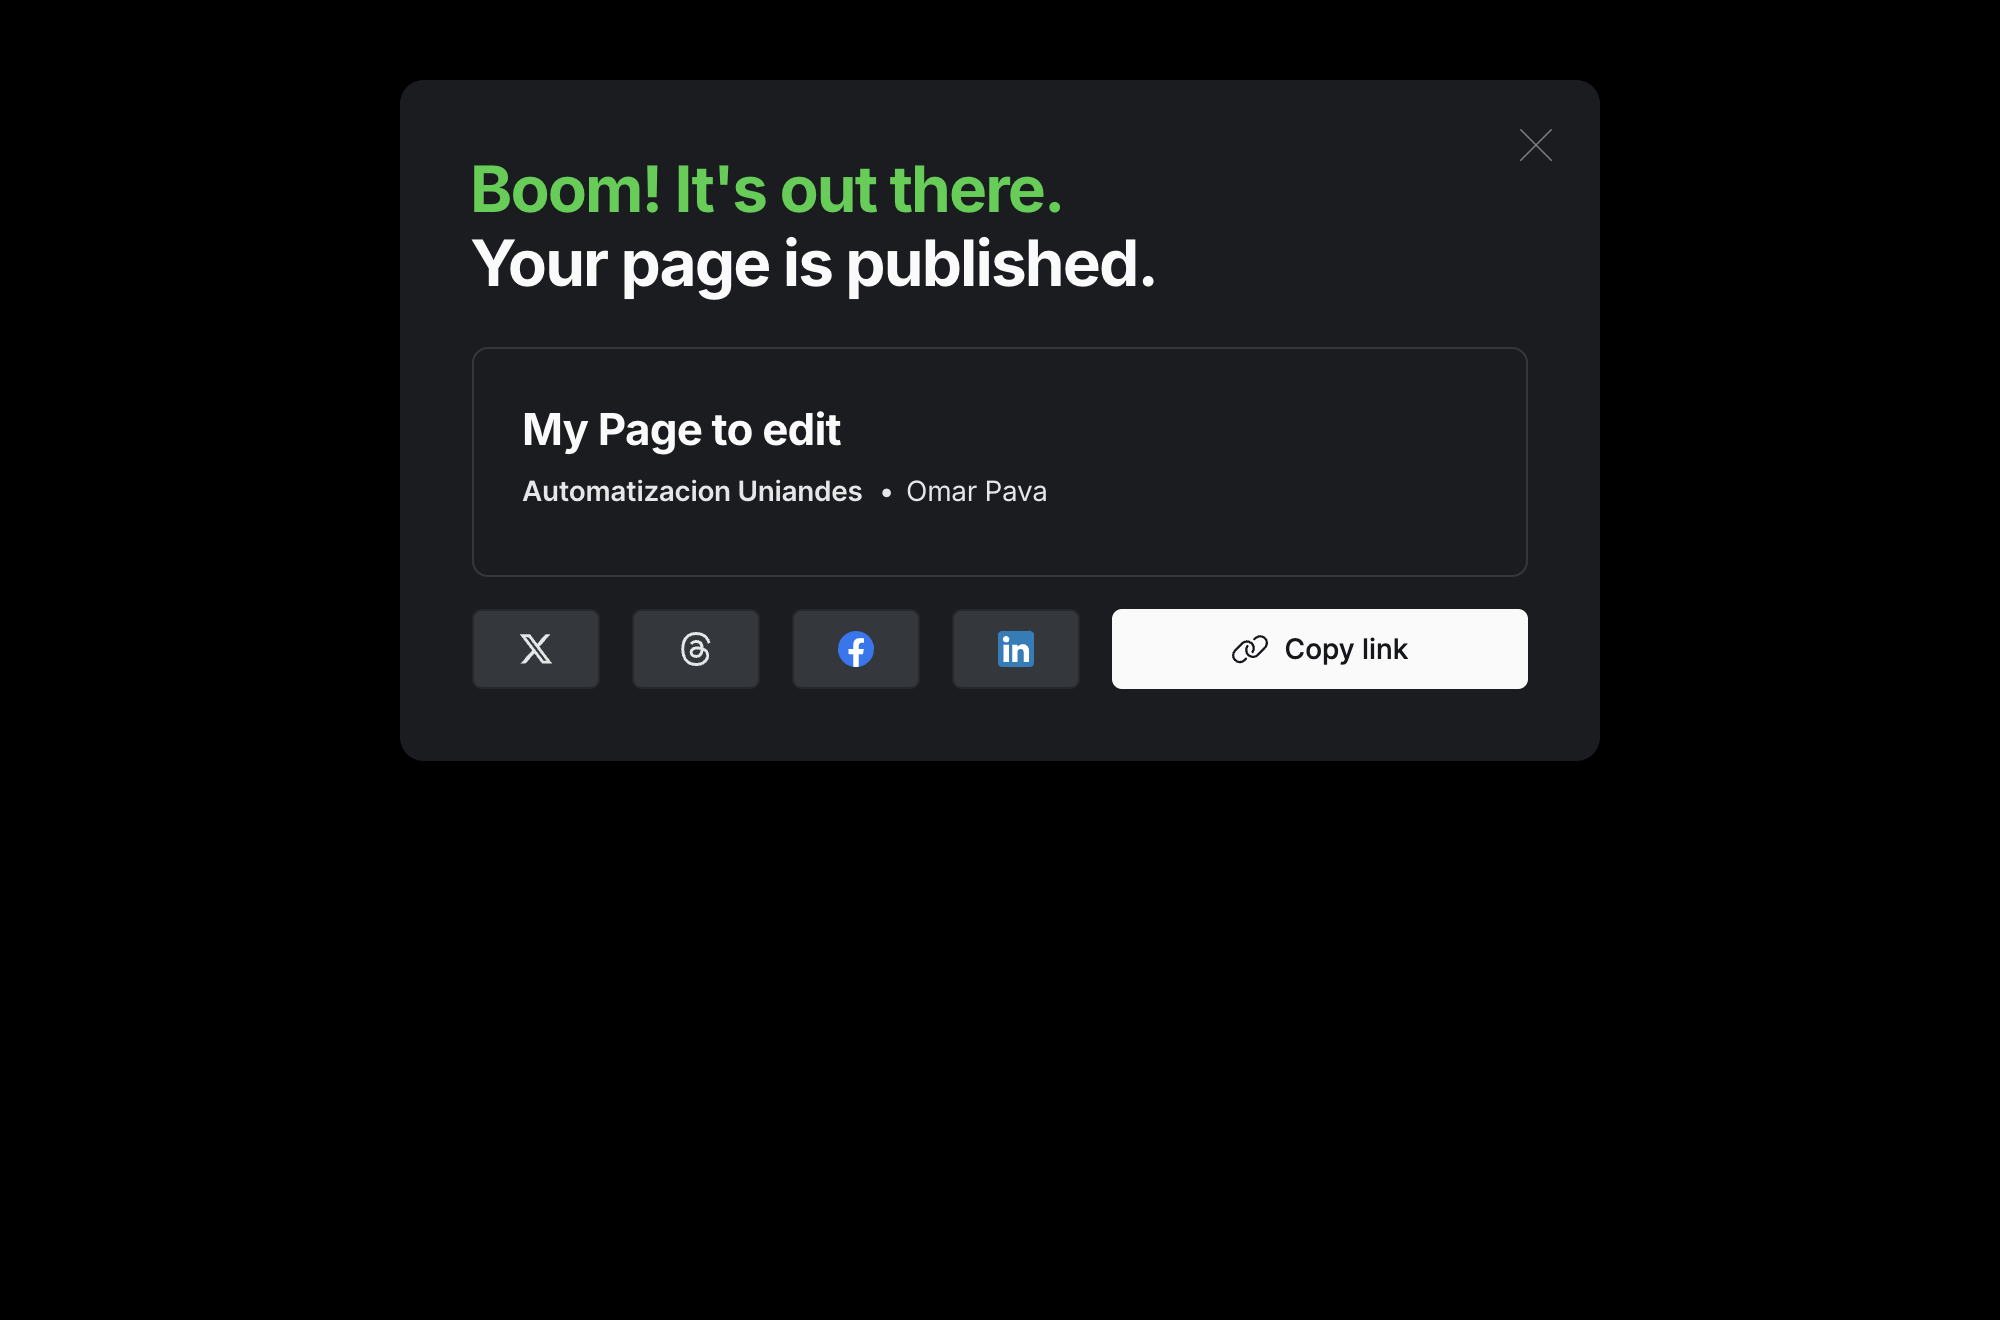 Boom! It's out there.
Your page is published.
My Page to edit
Automatizacion Uniandes • Omar Pava
Copy link